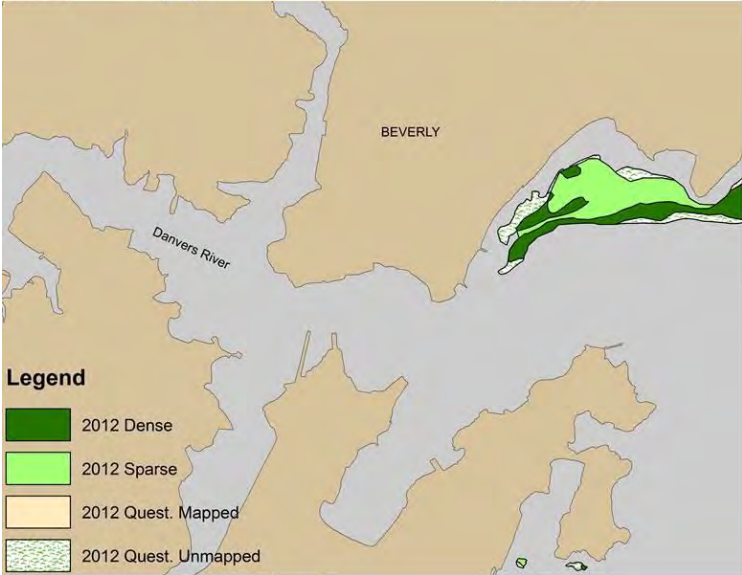 BEVERLY
Danvers River
Legend
2012 Dense
2012 Sparse
2012 Quest. Mapped
2012 Quest. Unmapped